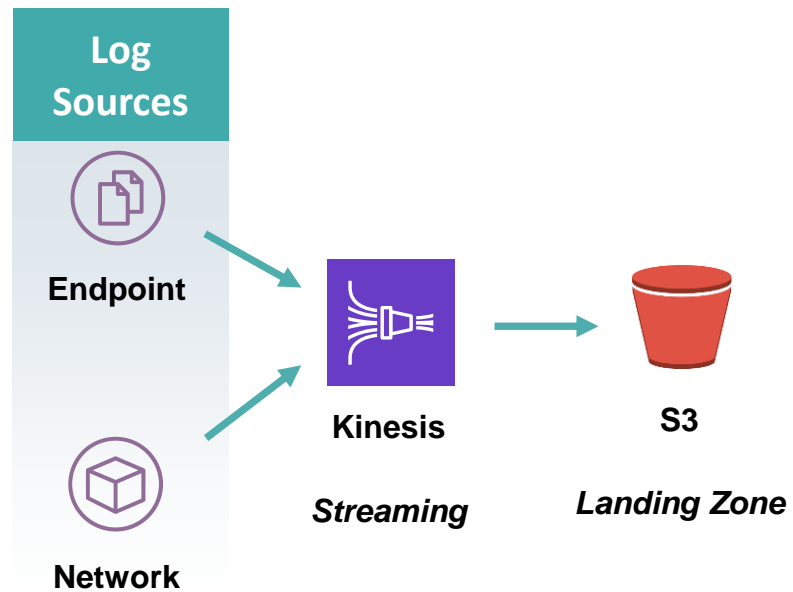 Log
Sources
Endpoint
Network
Kinesis
Streaming
S3
Landing Zone